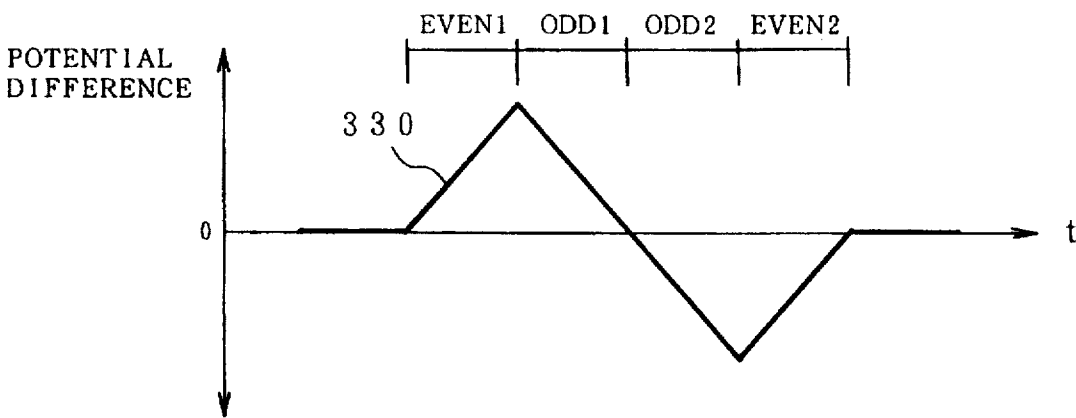 EVEN1 ODD1 ODD2 EVEN2
POTENTIAL
DIFFERENCE
330
0
t